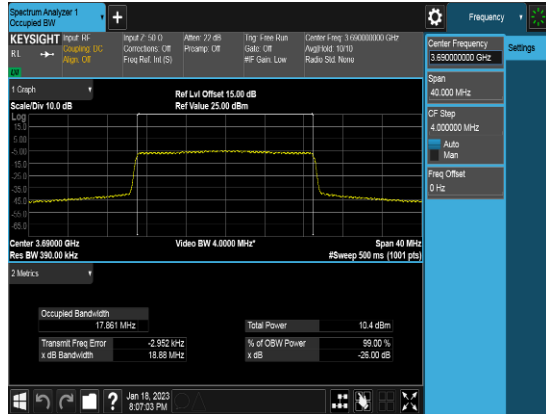 Spectrum Analyzer 1
Occupied BW
+
Frequency
KEYSIGHT
RL
Input: RF
Coupling: DC
Align: Off
Input Z: 50 Ω
Corrections: Off
Freq Ref: Int (S)
Atten: 22 dB
Preamp: Off
Trig: Free Run
Gate: Off
#IF Gain: Low
Center Freq: 3.690000000 GHz
Avg|Hold: 10/10
Radio Std: None
Center Frequency
3.690000000 GHz
Settings
Span
40.000 MHz
CF Step
4.000000 MHz
Auto
Man
Freq Offset
0 Hz
1 Graph
Scale/Div 10.0 dB
Ref Lvl Offset 15.00 dB
Ref Value 25.00 dBm
Log
15.0
5.00
-5.00
-15.0
-25.0
-35.0
-45.0
-55.0
-65.0
Center 3.69000 GHz
Video BW 4.0000 MHz*
Span 40 MHz
Res BW 390.00 kHz
#Sweep 500 ms (1001 pts)
2 Metrics
Occupied Bandwidth
17.861 MHz
Total Power
10.4 dBm
Transmit Freq Error
-2.952 kHz
% of OBW Power
99.00 %
x dB Bandwidth
18.88 MHz
x dB
-26.00 dB
?
Jan 18, 2023
8:07:03 PM